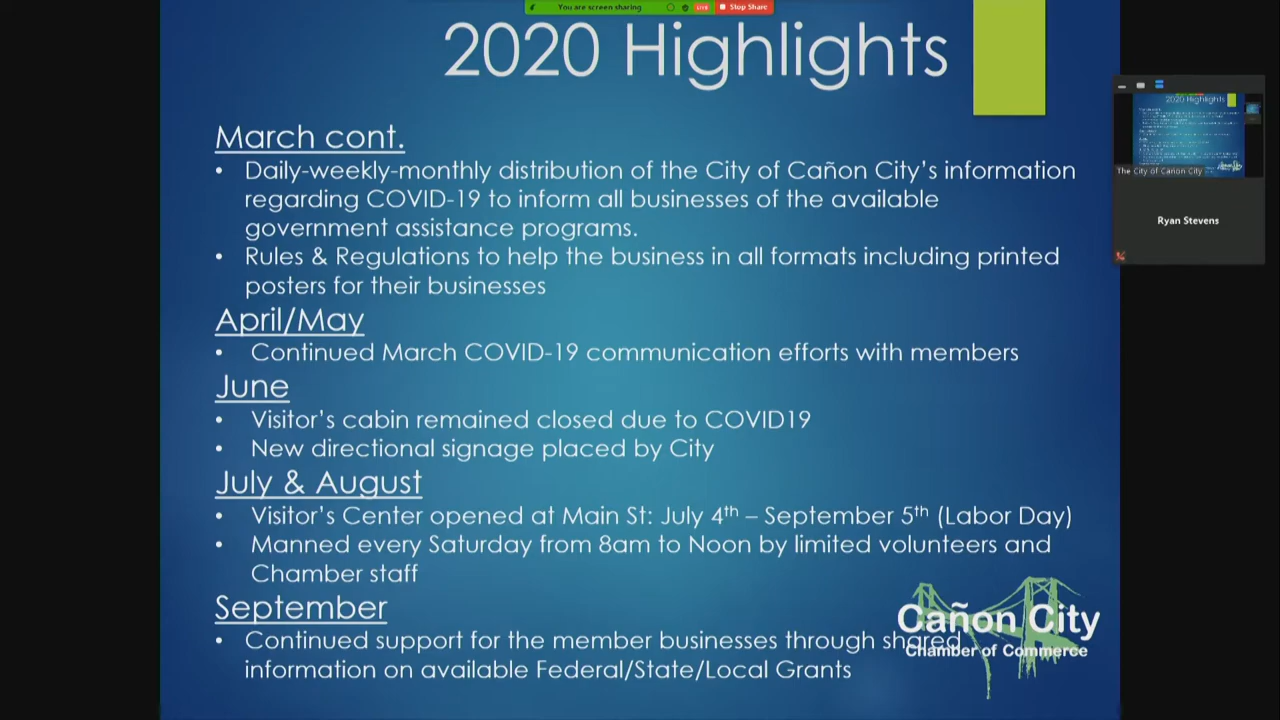 You are screen sharing
LIVE
Stop Share
2020 Highlights
March cont.
• Daily-weekly-monthly distribution of the City of Cañon City's information
regarding COVID-19 to inform all businesses of the available
government assistance programs.
• Rules & Regulations to help the business in all formats including printed
posters for their businesses
April/May
• Continued March COVID-19 communication efforts with members
June
• Visitor's cabin remained closed due to COVID19
• New directional signage placed by City
July & August
• Visitor's Center opened at Main St: July 4th – September 5th (Labor Day)
• Manned every Saturday from 8am to Noon by limited volunteers and
Chamber staff
September
• Continued support for the member businesses through shared
information on available Federal/State/Local Grants
Cañon City
Chamber of Commerce
2020 Highlights
The City of Canon City
Ryan Stevens